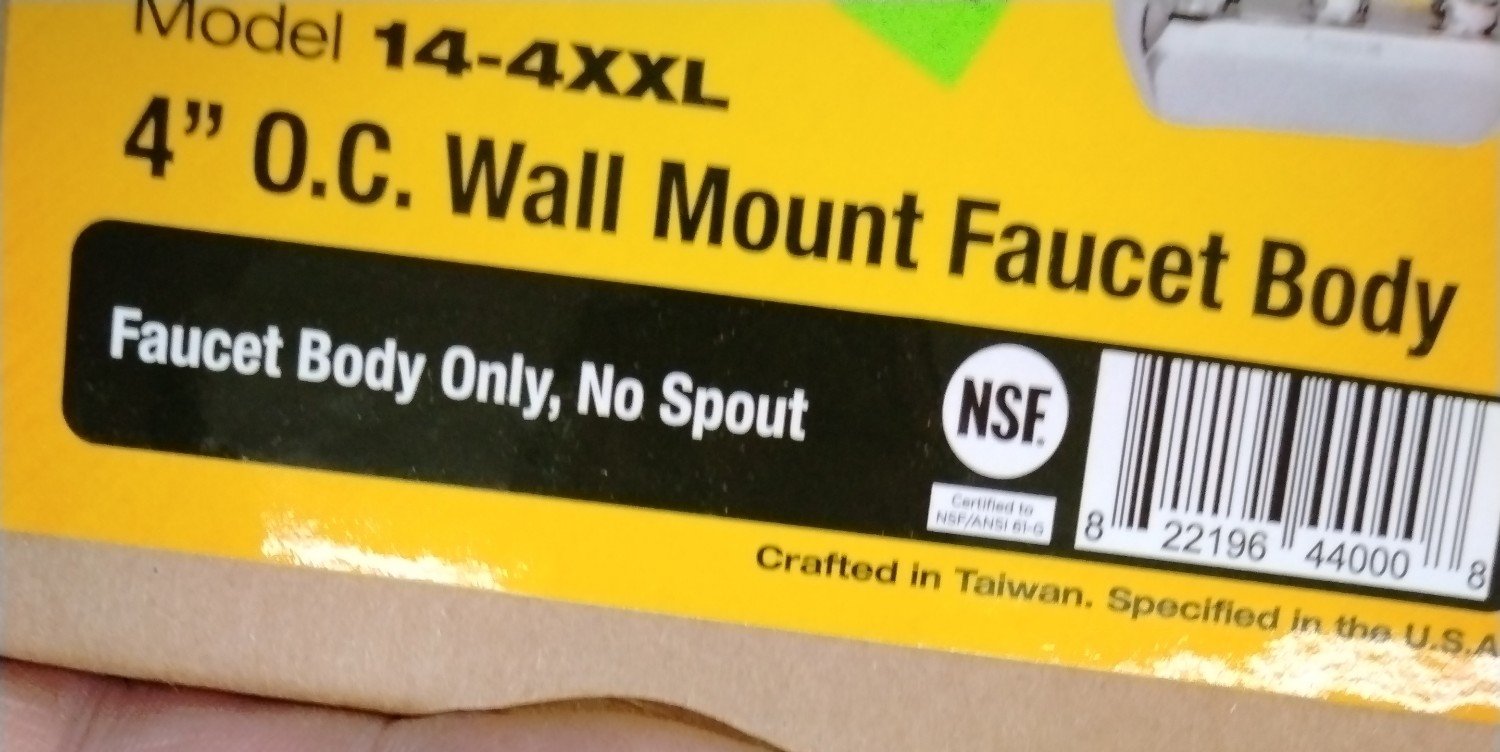 Model 14-4XXL
4” O.C. Wall Mount Faucet Body
Faucet Body Only, No Spout
NSF.
Certified to
NSF/ANSI 61-G
8 22196 44000 8
Crafted in Taiwan. Specified in the U.S.A